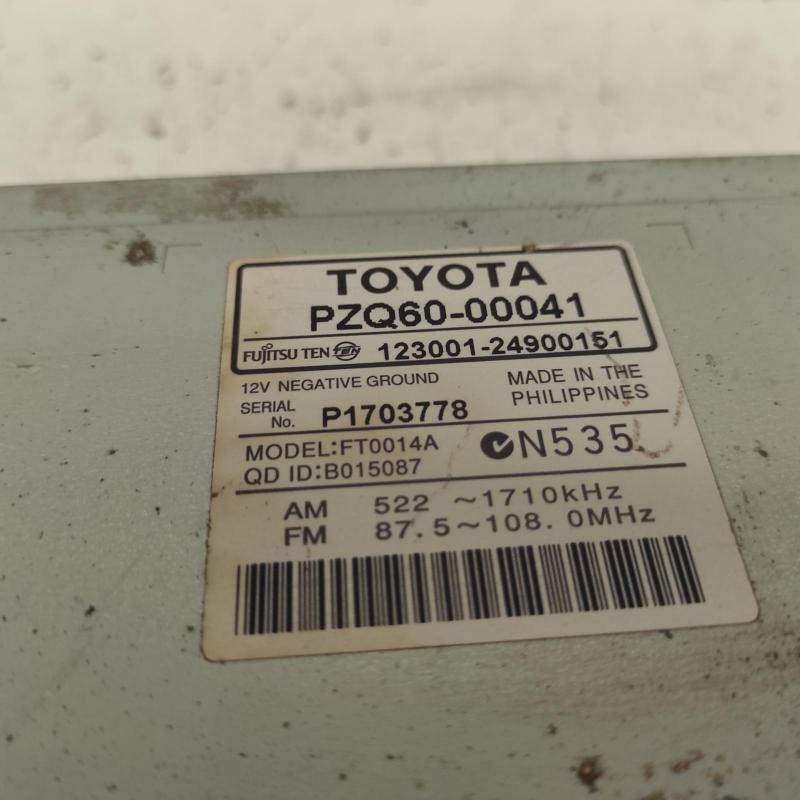 TOYOTA
PZQ60-00041
FUJITSU TEN TEN 123001-24900151
12V NEGATIVE GROUND
MADE IN THE
PHILIPPINES
SERIAL
No. P1703778
MODEL:FT0014A
QD ID:B015087
N535
AM 522 ~1710kHz
FM 87.5~108.0MHz